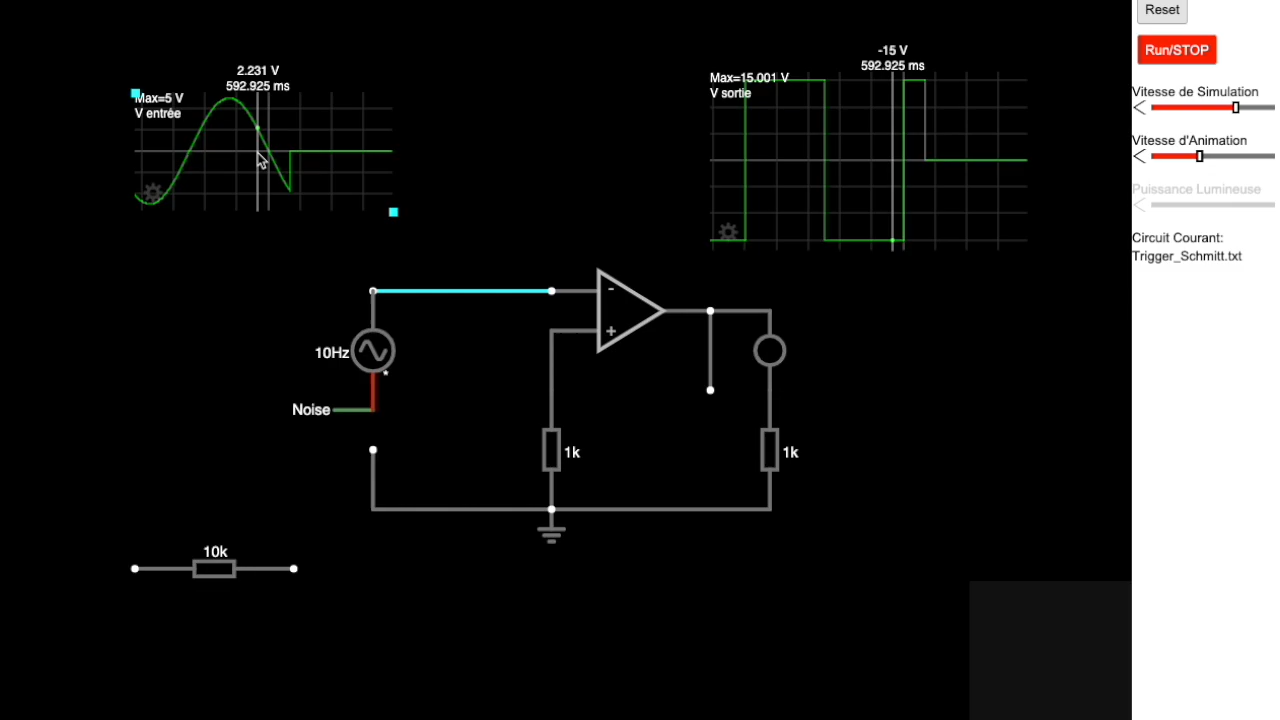 Reset
Run/STOP
Vitesse de Simulation
Vitesse d'Animation
Puissance Lumineuse
Circuit Courant:
Trigger_Schmitt.txt
2.231 V
592.925 ms
Max=5 V
V entrée
-15 V
592.925 ms
Max=15.001 V
V sortie
-
+
10Hz
Noise
1k
1k
10k